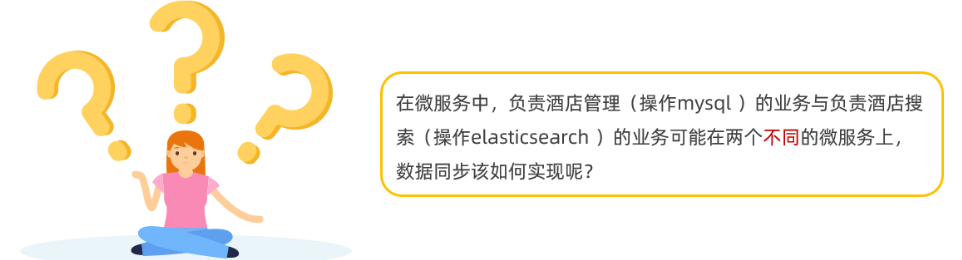 在微服务中，负责酒店管理（操作mysql ）的业务与负责酒店搜
索（操作elasticsearch ）的业务可能在两个不同的微服务上，
数据同步该如何实现呢？